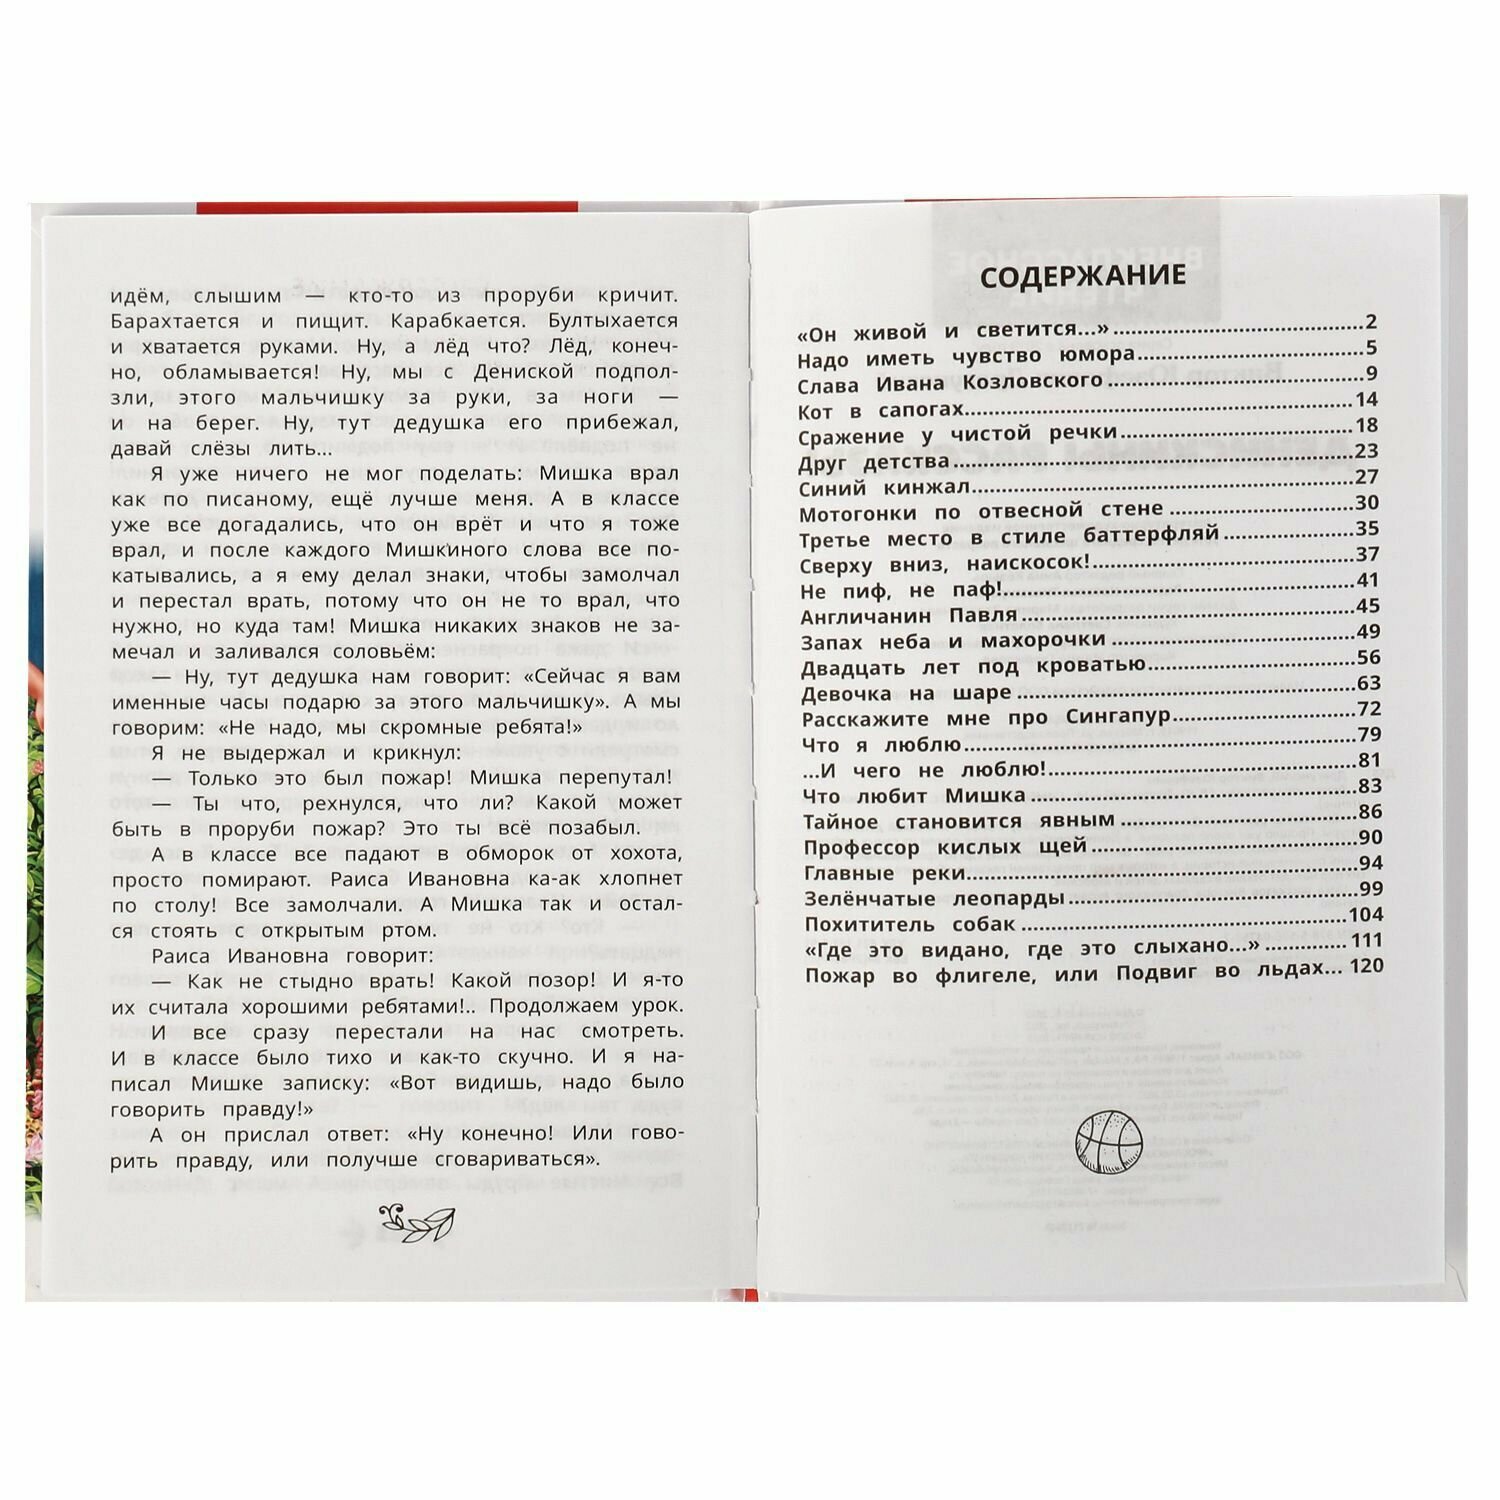 идём, слышим — кто-то из проруби кричит.
Барахтается и пищит. Карабкается. Бултыхается
и хватается руками. Ну, а лёд что? Лёд, конеч-
но, обламывается! Ну, мы с Дениской подпол-
зли, этого мальчишку за руки, за ноги —
и на берег. Ну, тут дедушка его прибежал,
давай слёзы лить...
Я уже ничего не мог поделать: Мишка врал
как по писаному, ещё лучше меня. А в классе
уже все догадались, что он врёт и что я тоже
врал, и после каждого Мишкиного слова все по-
катывались, а я ему делал знаки, чтобы замолчал
и перестал врать, потому что он не то врал, что
нужно, но куда там! Мишка никаких знаков не за-
мечал и заливался соловьём:
— Ну, тут дедушка нам говорит: «Сейчас я вам
именные часы подарю за этого мальчишку». А мы
говорим: «Не надо, мы скромные ребята!»
Я не выдержал и крикнул:
— Только это был пожар! Мишка перепутал!
— Ты что, рехнулся, что ли? Какой может
быть в проруби пожар? Это ты всё позабыл.
А в классе все падают в обморок от хохота,
просто помирают. Раиса Ивановна ка-ак хлопнет
по столу! Все замолчали. А Мишка так и остал-
ся стоять с открытым ртом.
Раиса Ивановна говорит:
— Как не стыдно врать! Какой позор! И я-то
их считала хорошими ребятами!.. Продолжаем урок.
И все сразу перестали на нас смотреть.
И в классе было тихо и как-то скучно. И я на-
писал Мишке записку: «Вот видишь, надо было
говорить правду!»
А он прислал ответ: «Ну конечно! Или гово-
рить правду, или получше сговариваться».
СОДЕРЖАНИЕ
«Он живой и светится...» 2
Надо иметь чувство юмора 5
Слава Ивана Козловского 9
Кот в сапогах 14
Сражение у чистой речки 18
Друг детства 23
Синий кинжал 27
Мотогонки по отвесной стене 30
Третье место в стиле баттерфляй 35
Сверху вниз, наискосок! 37
Не пиф, не паф! 41
Англичанин Павля 45
Запах неба и махорочки 49
Двадцать лет под кроватью 56
Девочка на шаре 63
Расскажите мне про Сингапур 72
Что я люблю 79
...И чего не люблю! 81
Что любит Мишка 83
Тайное становится явным 86
Профессор кислых щей 90
Главные реки 94
Зелёнчатые леопарды 99
Похититель собак 104
«Где это видано, где это слыхано...» 111
Пожар во флигеле, или Подвиг во льдах... 120